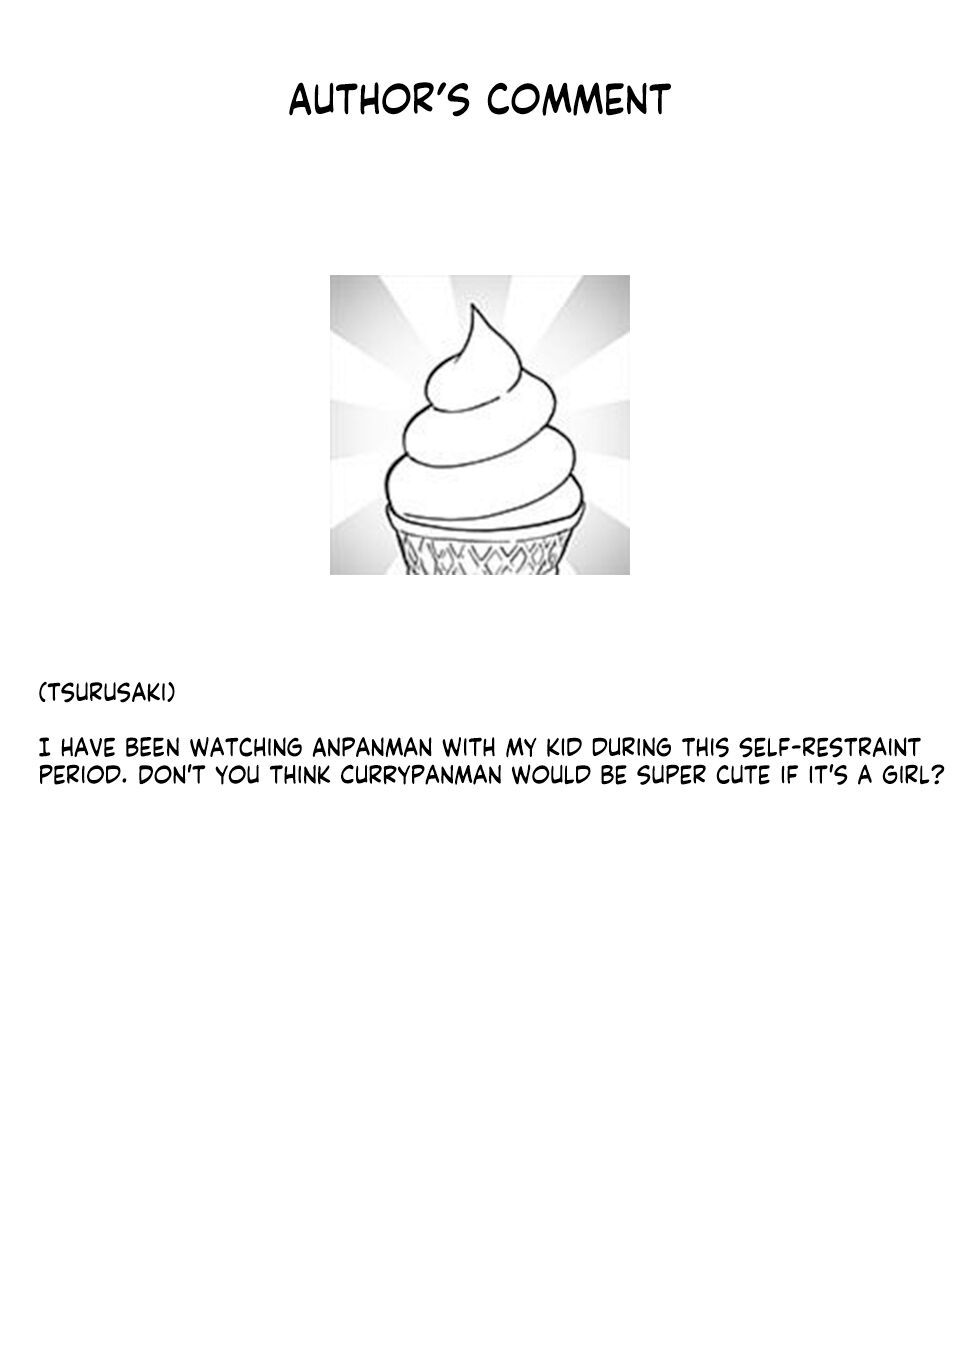 AUTHOR'S COMMENT
(TSURUSAKI)
I HAVE BEEN WATCHING ANPANMAN WITH MY KID DURING THIS SELF-RESTRAINT
PERIOD. DON'T YOU THINK CURRYPANMAN WOULD BE SUPER CUTE IF IT'S A GIRL?